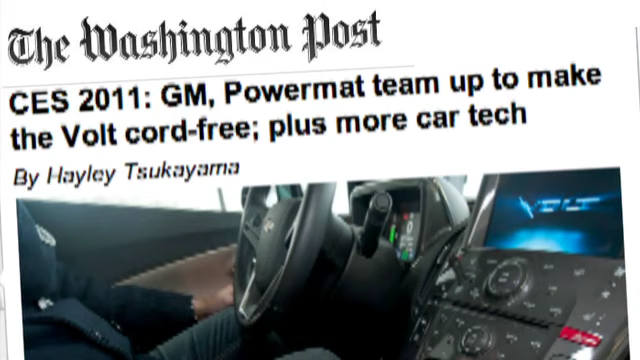 The Washington Post
CES 2011: GM, Powermat team up to make
the Volt cord-free; plus more car tech
By Hayley Tsukayama
VOLT